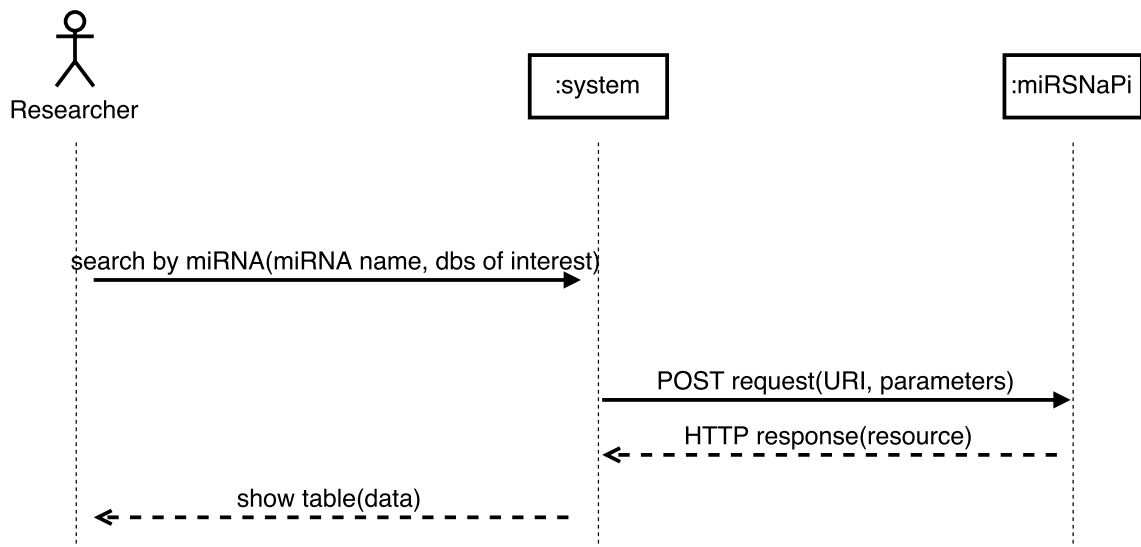 Researcher
:system
:miRSNaPi
search by miRNA(miRNA name, dbs of interest)
POST request(URI, parameters)
HTTP response(resource)
show table(data)